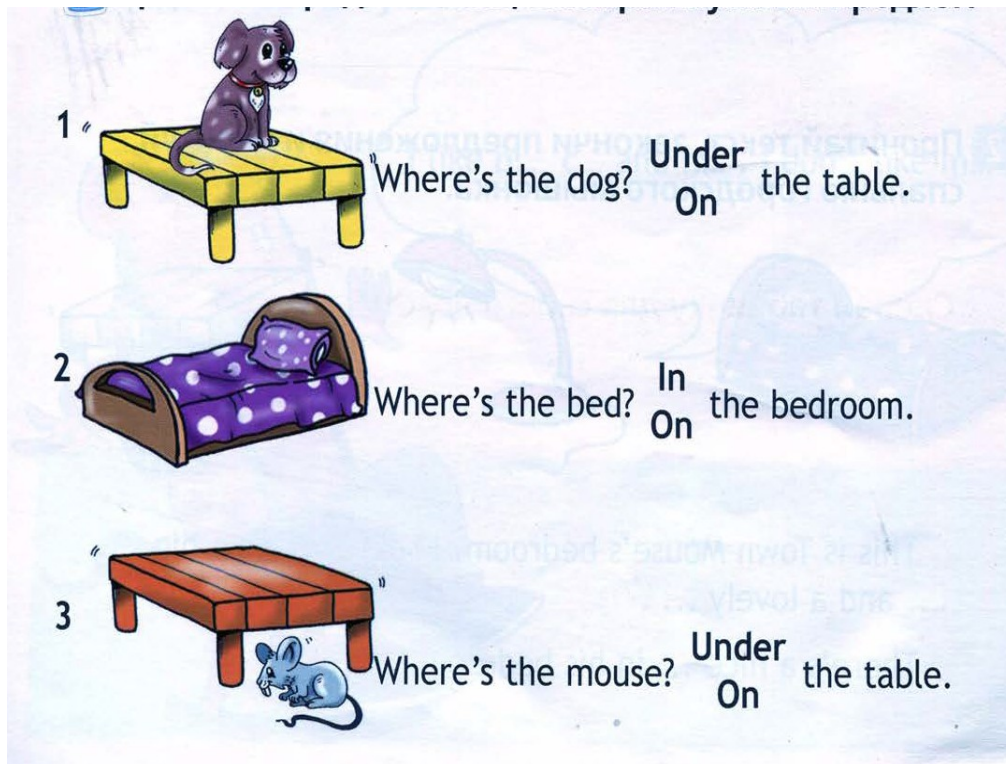 1
Where's the dog? Under the table.
On
2
Where's the bed? In the bedroom.
On
3
Where's the mouse? Under the table.
On